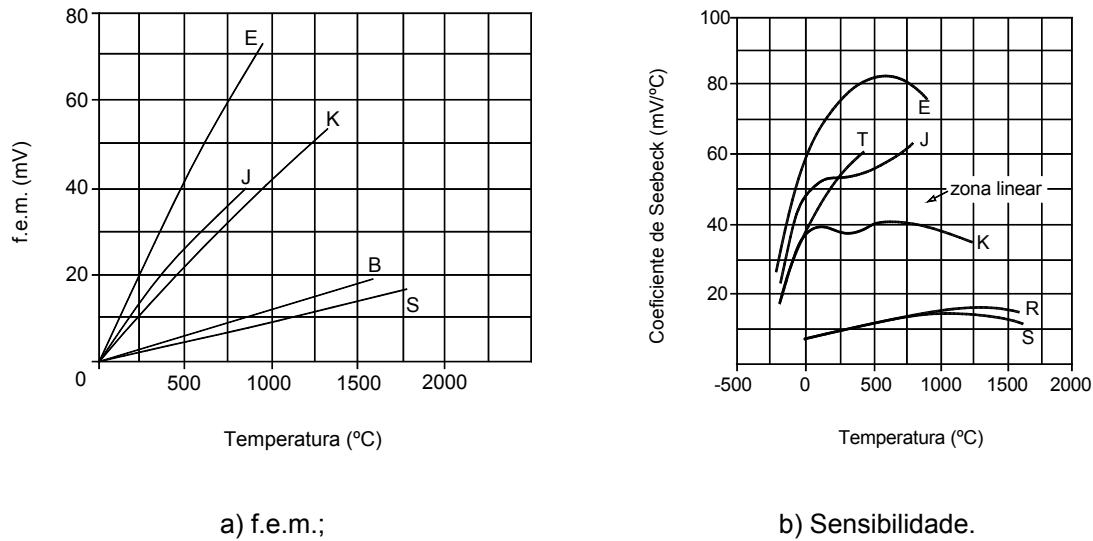 80
60
40
20
0
500
1000
1500
2000
E
K
J
B
S
f.e.m. (mV)
Temperatura (ºC)
a) f.e.m.;
100
80
60
40
20
-500
0
500
1000
1500
2000
E
T
J
zona linear
K
R
S
Coeficiente de Seebeck (mV/ºC)
Temperatura (ºC)
b) Sensibilidade.